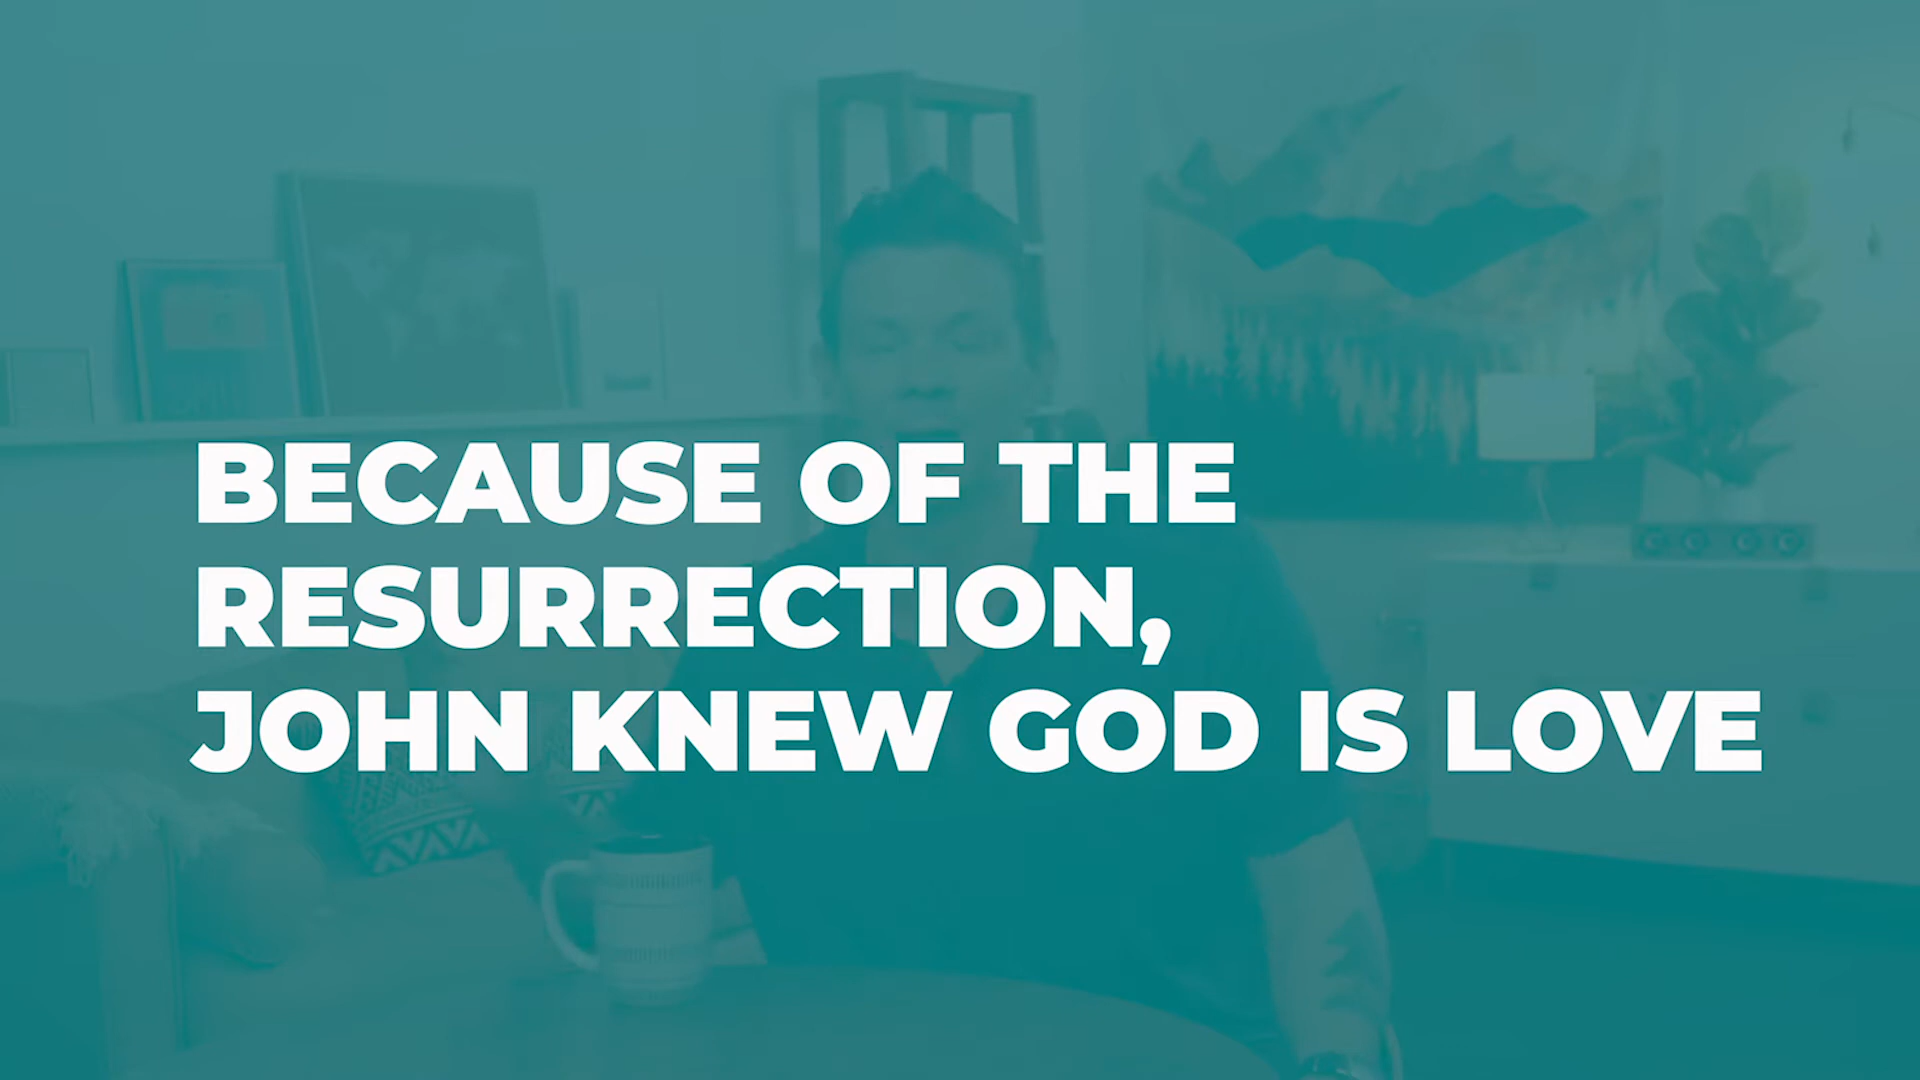 BECAUSE OF THE
RESURRECTION,
JOHN KNEW GOD IS LOVE